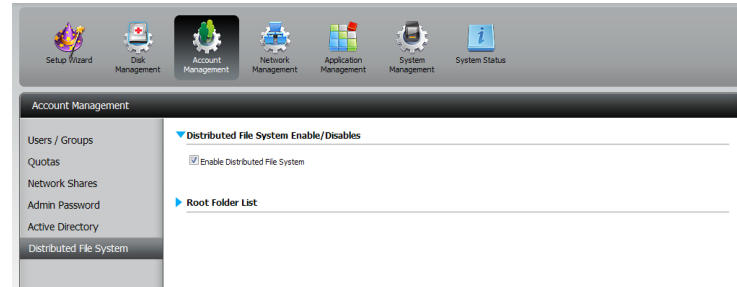 Setup Wizard
Disk Management
Account Management
Network Management
Application Management
System Management
System Status
Account Management
Users / Groups
Quotas
Network Shares
Admin Password
Active Directory
Distributed File System
Distributed File System Enable/Disables
Enable Distributed File System
Root Folder List